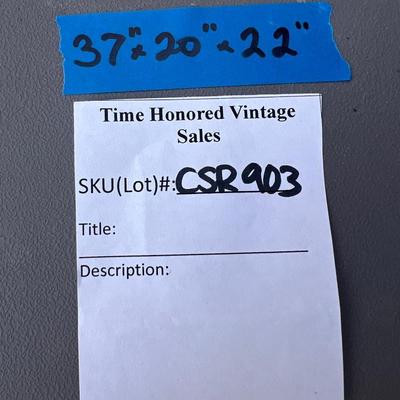 37"x20"x22"
Time Honored Vintage
Sales
SKU(Lot)#:CSR903
Title:
Description: